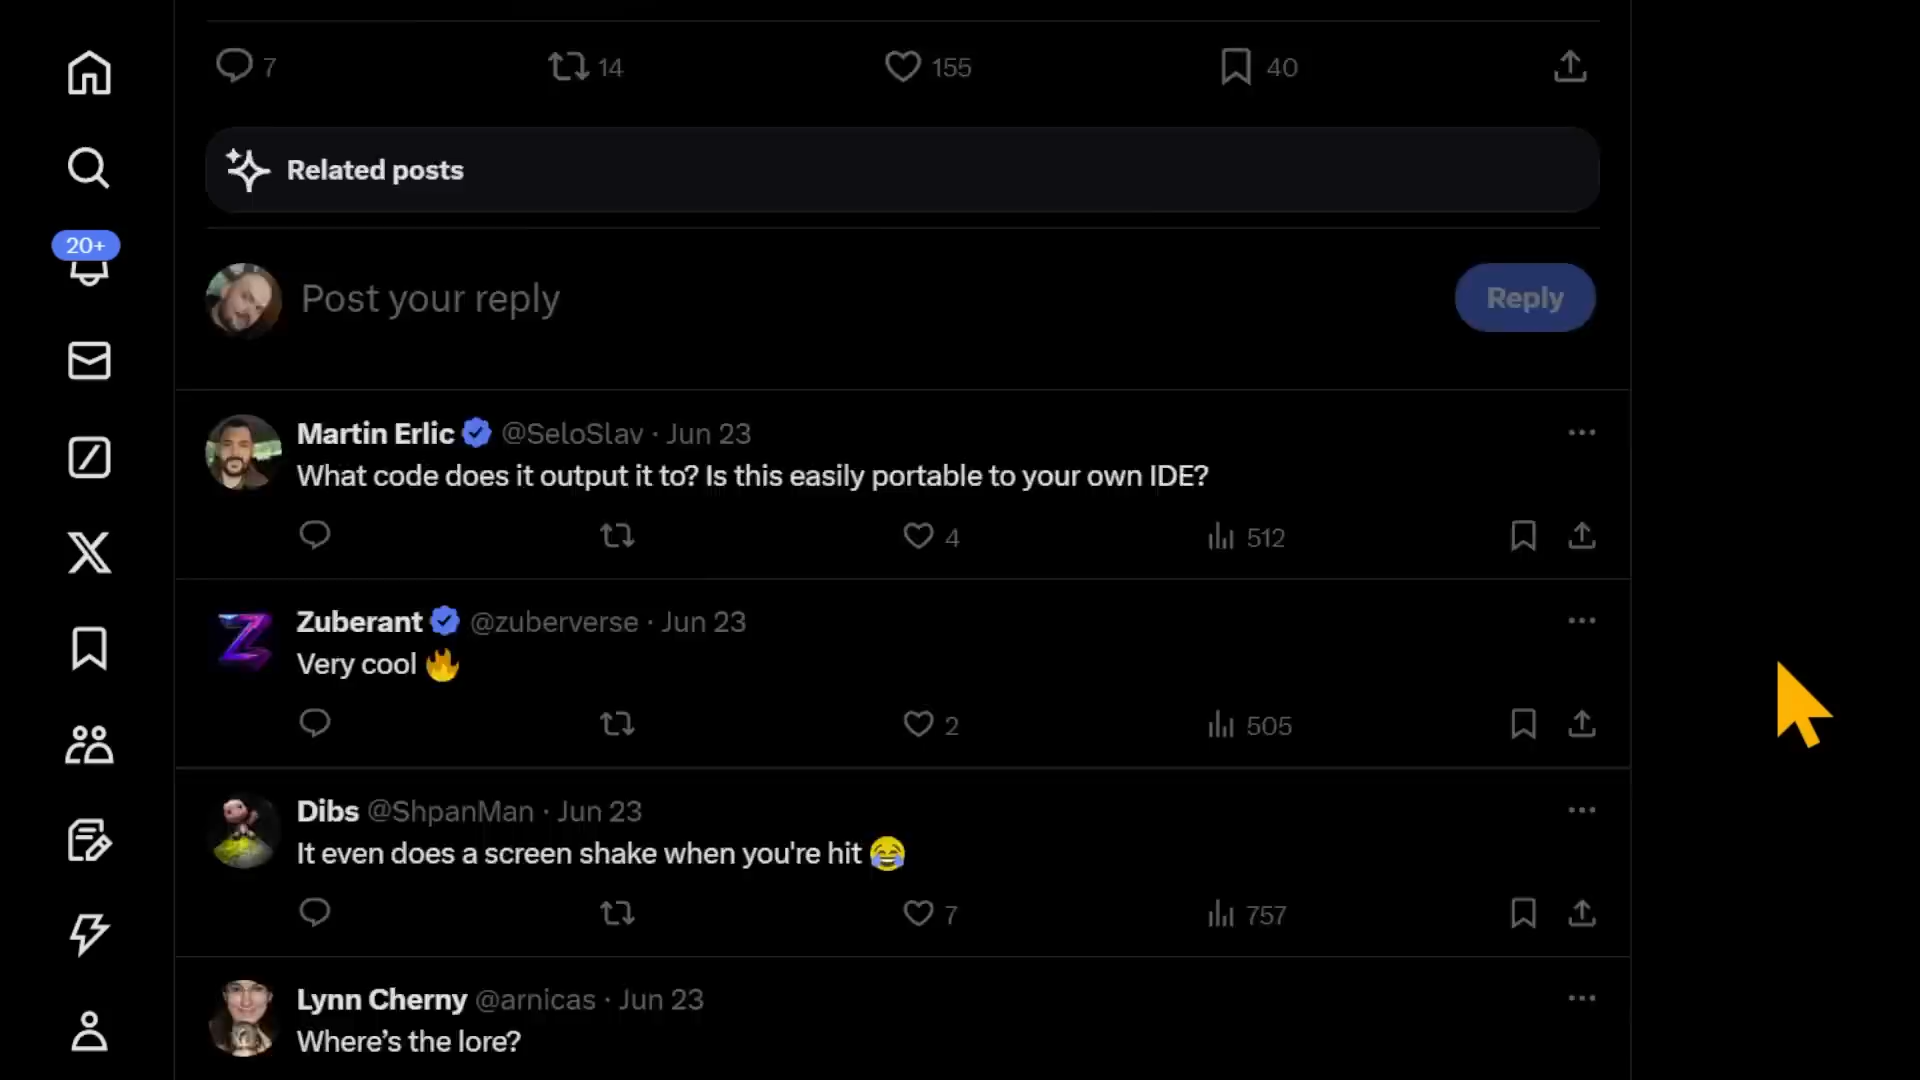 7 14 155 40
Related posts
20+
Post your reply
Reply
Martin Erlic @SeloSlav · Jun 23
What code does it output it to? Is this easily portable to your own IDE?
4 512
Zuberant @zuberverse · Jun 23
Very cool 🔥
2 505
Dibs @ShpanMan · Jun 23
It even does a screen shake when you're hit 😂
7 757
Lynn Cherny @arnicas · Jun 23
Where’s the lore?